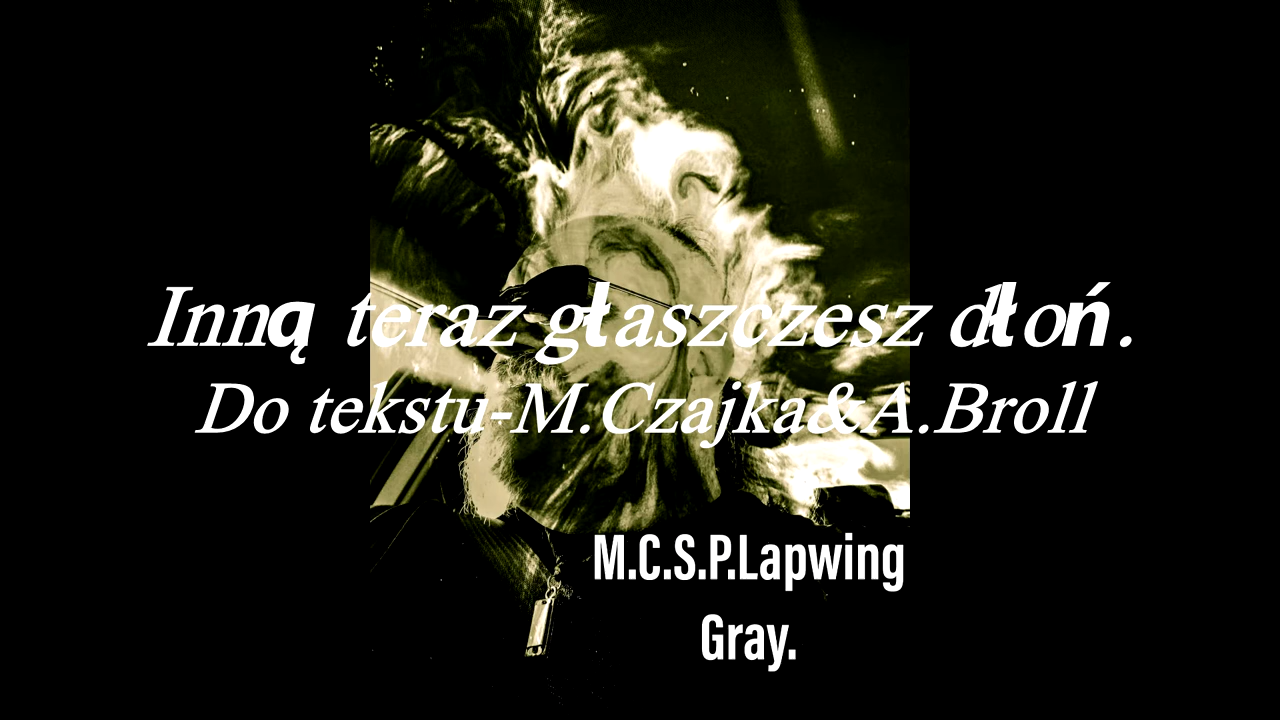 Inną teraz głaszczesz dłoń.
Do tekstu-M.Czajka&A.Broll
M.C.S.P.Lapwing
Gray.